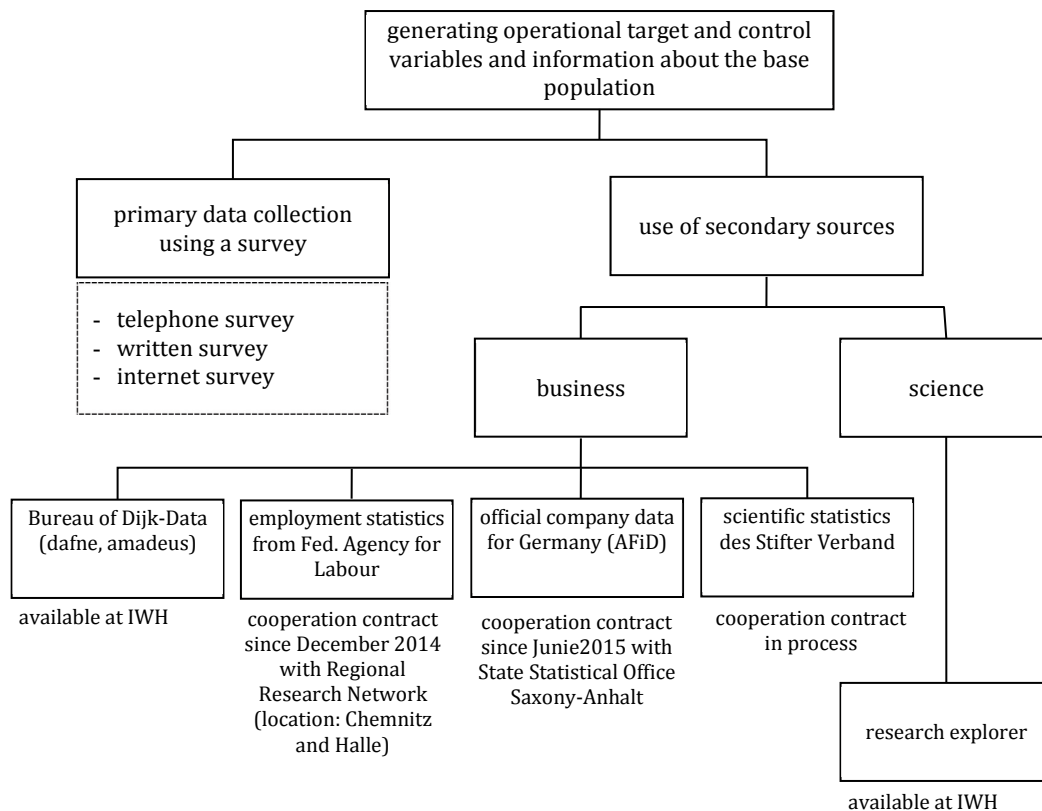 generating operational target and control
variables and information about the base
population
primary data collection
using a survey
use of secondary sources
- telephone survey
- written survey
- internet survey
business
science
Bureau of Dijk-Data
(dafne, amadeus)
employment statistics
from Fed. Agency for
Labour
official company data
for Germany (AFiD)
scientific statistics
des Stifter Verband
available at IWH
cooperation contract
since December 2014
with Regional
Research Network
(location: Chemnitz
and Halle)
cooperation contract
since Junie2015 with
State Statistical Office
Saxony-Anhalt
cooperation contract
in process
research explorer
available at IWH